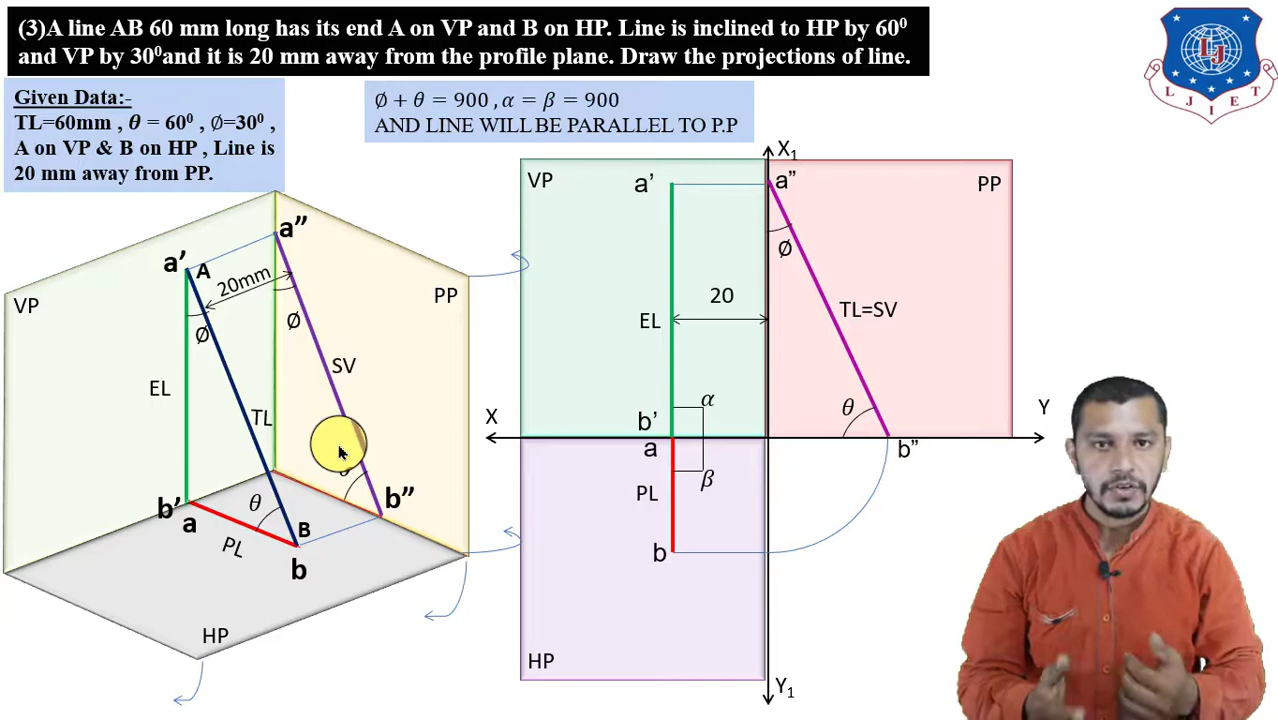 (3)A line AB 60 mm long has its end A on VP and B on HP. Line is inclined to HP by 60⁰
and VP by 30⁰and it is 20 mm away from the profile plane. Draw the projections of line.
Given Data:-
TL=60mm , θ = 60⁰ , Ø=30⁰ ,
A on VP & B on HP , Line is
20 mm away from PP.
Ø + θ = 900 , α = β = 900
AND LINE WILL BE PARALLEL TO P.P
LJIET
VP
a'
A
a"
20mm
Ø
Ø
PP
EL
SV
TL
b'
a
θ
B
b"
PL
b
HP
X₁
VP
a'
a"
PP
Ø
20
EL
TL=SV
X
b'
α
θ
Y
a
b"
PL
β
b
HP
Y₁